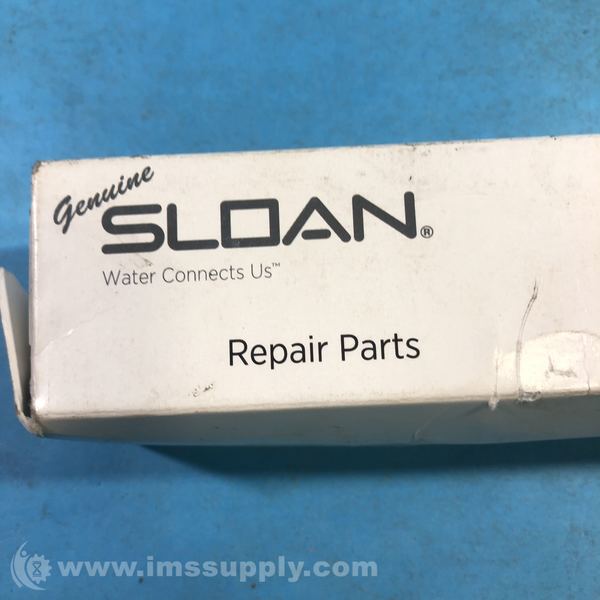 Genuine
SLOAN®
Water Connects Us™
Repair Parts
www.imssupply.com